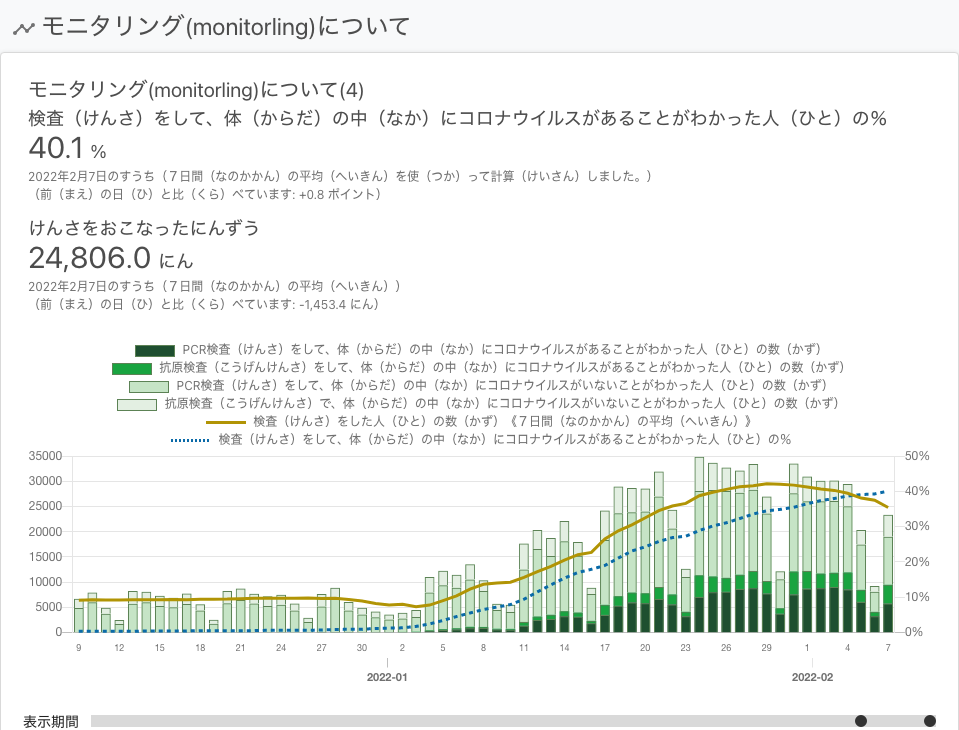 モニタリング(monitorling)について
モニタリング(monitorling)について(4)
検査（けんさ）をして、体（からだ）の中（なか）にコロナウイルスがあることがわかった人（ひと）の%
40.1 %
2022年2月7日のすうち（７日間（なのかかん）の平均（へいきん）を使（つか）って計算（けいさん）しました。）
（前（まえ）の日（ひ）と比（くら）べています: +0.8 ポイント）
けんさをおこなったにんずう
24,806.0 にん
2022年2月7日のすうち（７日間（なのかかん）の平均（へいきん））
（前（まえ）の日（ひ）と比（くら）べています: -1,453.4 にん）
PCR検査（けんさ）をして、体（からだ）の中（なか）にコロナウイルスがあることがわかった人（ひと）の数（かず）
抗原検査（こうげんけんさ）をして、体（からだ）の中（なか）にコロナウイルスがあることがわかった人（ひと）の数（かず）
PCR検査（けんさ）をして、体（からだ）の中（なか）にコロナウイルスがいないことがわかった人（ひと）の数（かず）
抗原検査（こうげんけんさ）で、体（からだ）の中（なか）にコロナウイルスがいないことがわかった人（ひと）の数（かず）
検査（けんさ）をした人（ひと）の数（かず）《７日間（なのかかん）の平均（へいきん）》
検査（けんさ）をして、体（からだ）の中（なか）にコロナウイルスがあることがわかった人（ひと）の%
35000 50%
30000 40%
25000
20000 30%
15000 20%
10000 10%
5000
0 0%
9 12 15 18 21 24 27 30 2 5 8 11 14 17 20 23 26 29 1 4 7
2022-01 2022-02
表示期間